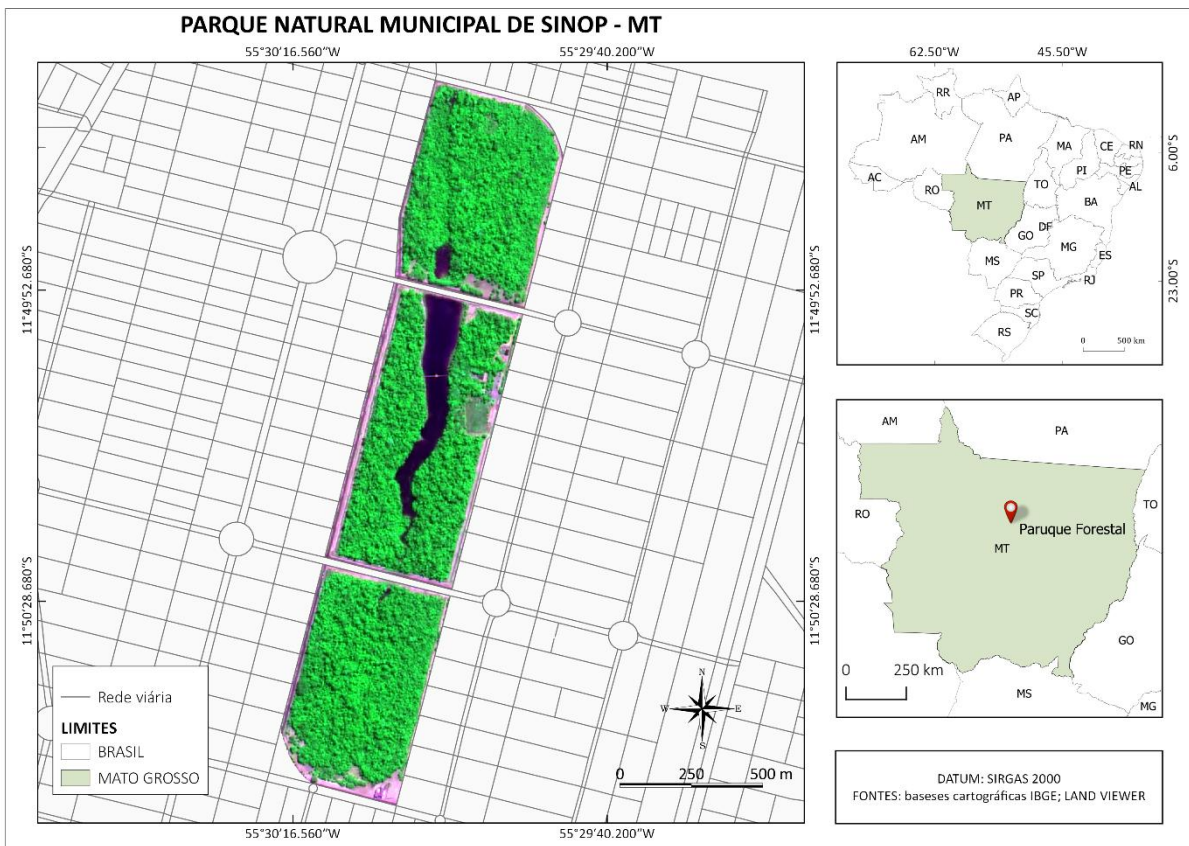 PARQUE NATURAL MUNICIPAL DE SINOP - MT
55°30'16.560"W
55°29'40.200"W
11°49'52.680"S
11°50'28.680"S
11°49'52.680"S
11°50'28.680"S
N
W
E
S
0 250 500 m
Rede viária
LIMITES
BRASIL
MATO GROSSO
55°30'16.560"W
55°29'40.200"W
62.50°W
45.50°W
6.00°S
23.00°S
RR
AP
AM
PA
MA
CE
RN
PI
PE
AL
AC
RO
TO
MT
BA
DF
GO
MG
MS
ES
SP
RJ
PR
SC
RS
0 500 km
AM
PA
RO
TO
Paruque Forestal
MT
GO
0 250 km
MS
MG
DATUM: SIRGAS 2000
FONTES: baseses cartográficas IBGE; LAND VIEWER